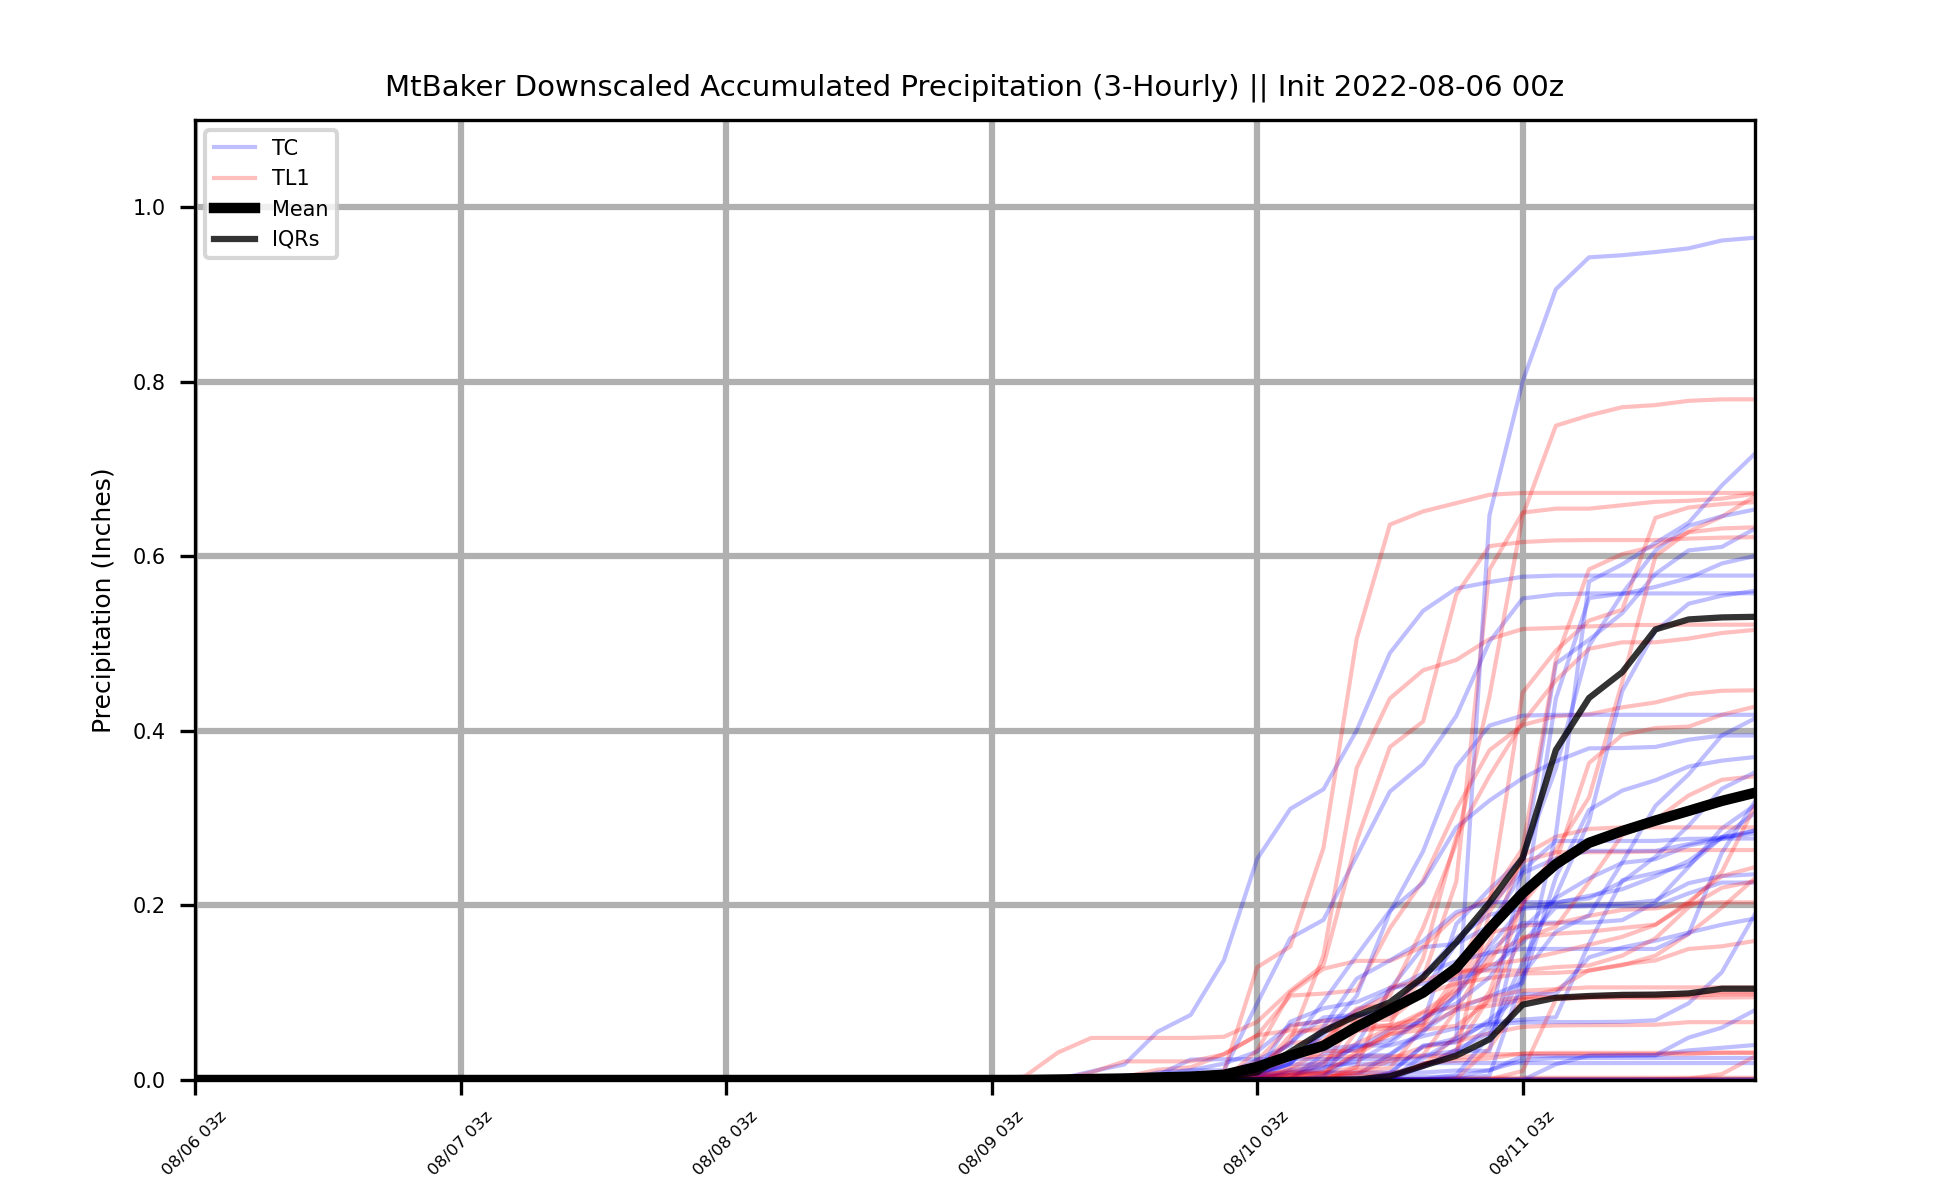 MtBaker Downscaled Accumulated Precipitation (3-Hourly) || Init 2022-08-06 00z
TC
TL1
Mean
IQRs
Precipitation (Inches)
1.0
0.8
0.6
0.4
0.2
0.0
08/06 03z
08/07 03z
08/08 03z
08/09 03z
08/10 03z
08/11 03z